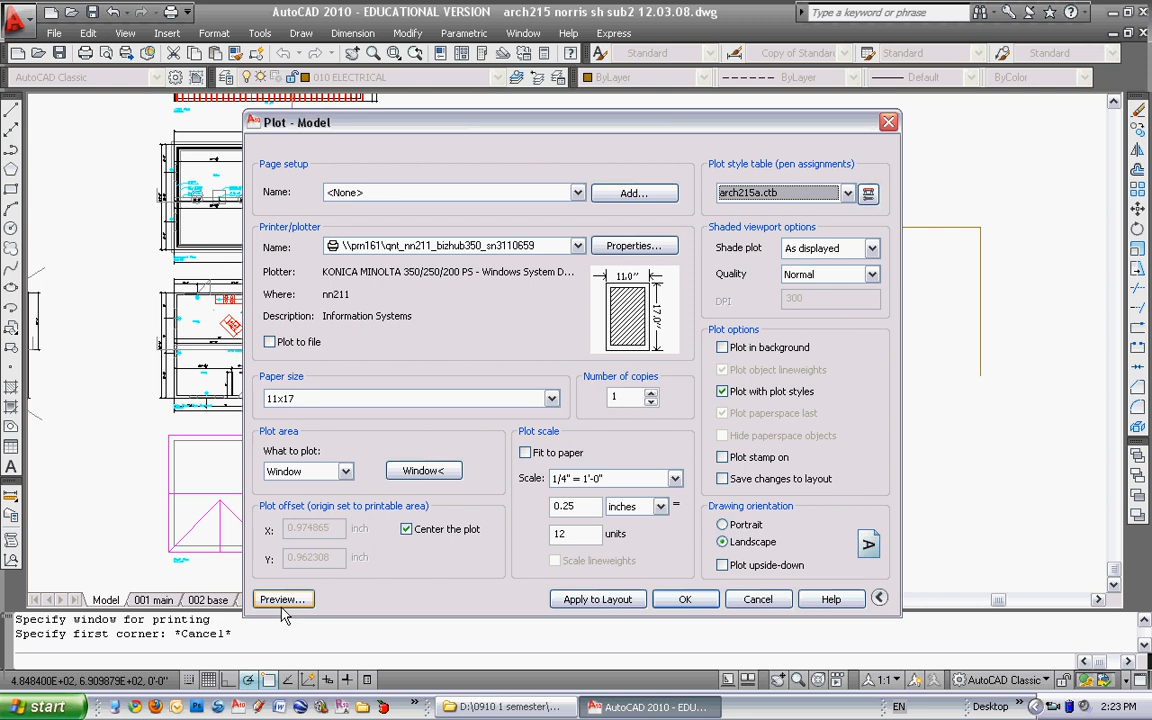 AutoCAD 2010 - EDUCATIONAL VERSION arch215 norris sh sub2 12.03.08.dwg
Type a keyword or phrase
File Edit View Insert Format Tools Draw Dimension Modify Parametric Window Help Express
Standard Copy of Standard Standard Standard
AutoCAD Classic 010 ELECTRICAL ByLayer ByLayer Default ByColor
Plot - Model
Page setup
Name: <None> Add...
Plot style table (pen assignments)
arch215a.ctb
Printer/plotter
Name: \\prn161\qnt_nn211_bizhub350_sn3110659 Properties...
Plotter: KONICA MINOLTA 350/250/200 PS - Windows System D...
Where: nn211
Description: Information Systems
Plot to file
11.0''
17.0''
Shaded viewport options
Shade plot As displayed
Quality Normal
DPI 300
Paper size
11x17
Number of copies
1
Plot options
Plot in background
Plot object lineweights
Plot with plot styles
Plot paperspace last
Hide paperspace objects
Plot stamp on
Save changes to layout
Plot area
What to plot:
Window Window<
Plot scale
Fit to paper
Scale: 1/4" = 1'-0"
0.25 inches =
12 units
Scale lineweights
Plot offset (origin set to printable area)
X: 0.974865 inch Center the plot
Y: 0.962308 inch
Drawing orientation
Portrait
Landscape
Plot upside-down
A
Preview... Apply to Layout OK Cancel Help
Model 001 main 002 base
Specify window for printing
Specify first corner: *Cancel*
4.848400E+02, 6.909879E+02, 0'-0" 1:1 AutoCAD Classic
start D:\0910 1 semester\... AutoCAD 2010 - EDU... EN Desktop 2:23 PM